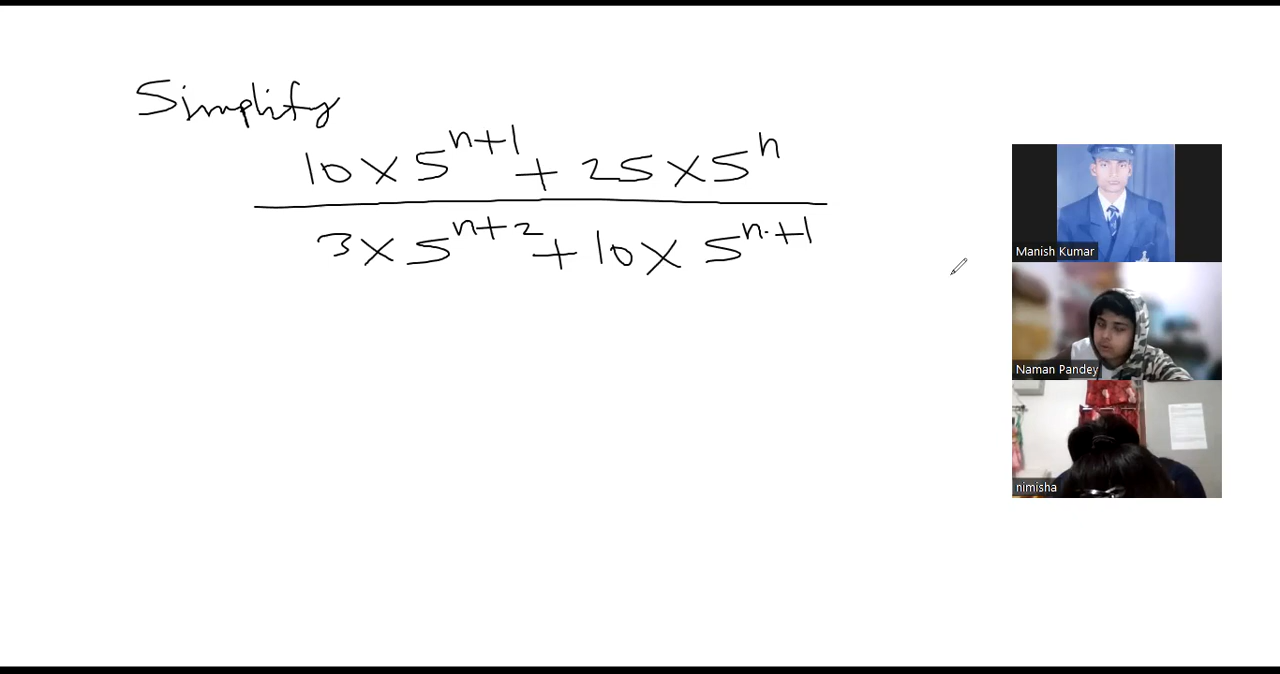 Simplify
10 × 5^{n+1} + 25 × 5^{n}
3 × 5^{n+2} + 10 × 5^{n+1}
Manish Kumar
Naman Pandey
nimisha